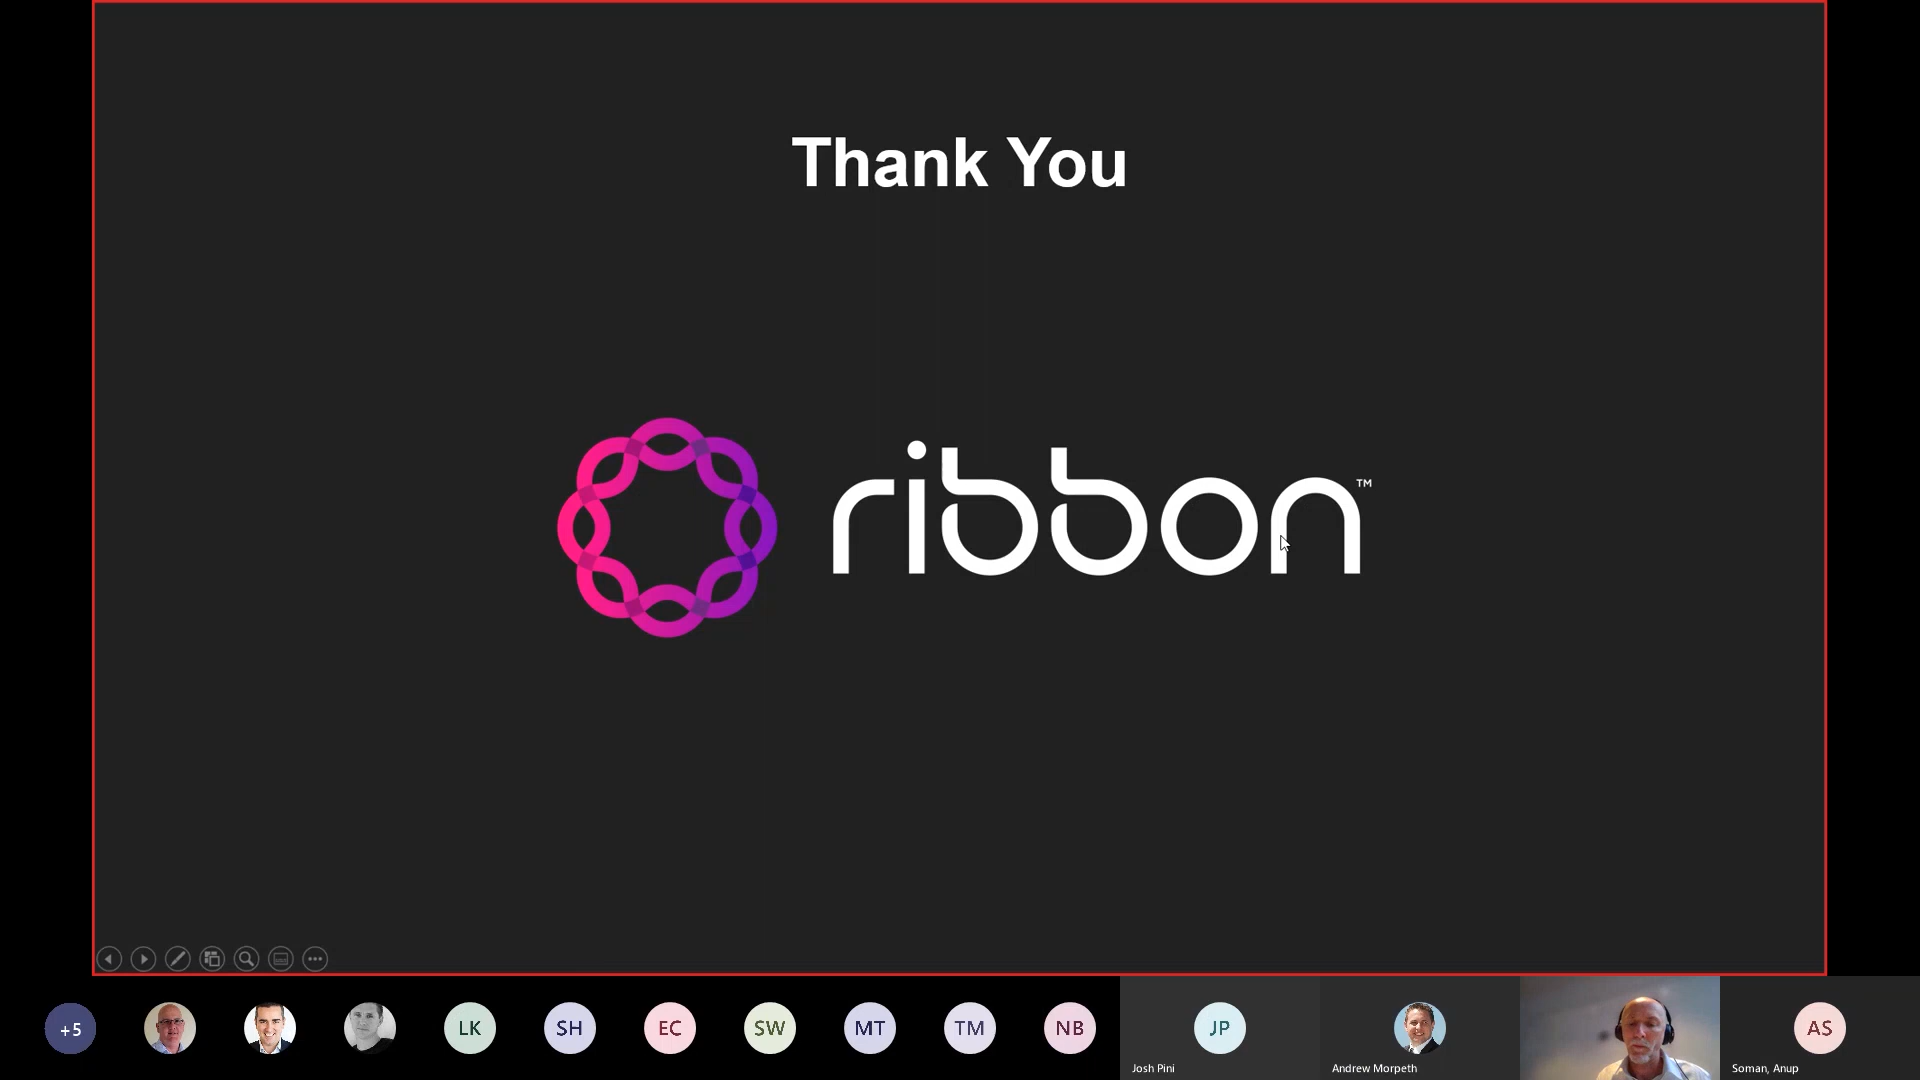 Thank You
ribbon™
+5
LK
SH
EC
SW
MT
TM
NB
JP
AS
Josh Pini
Andrew Morpeth
Soman, Anup